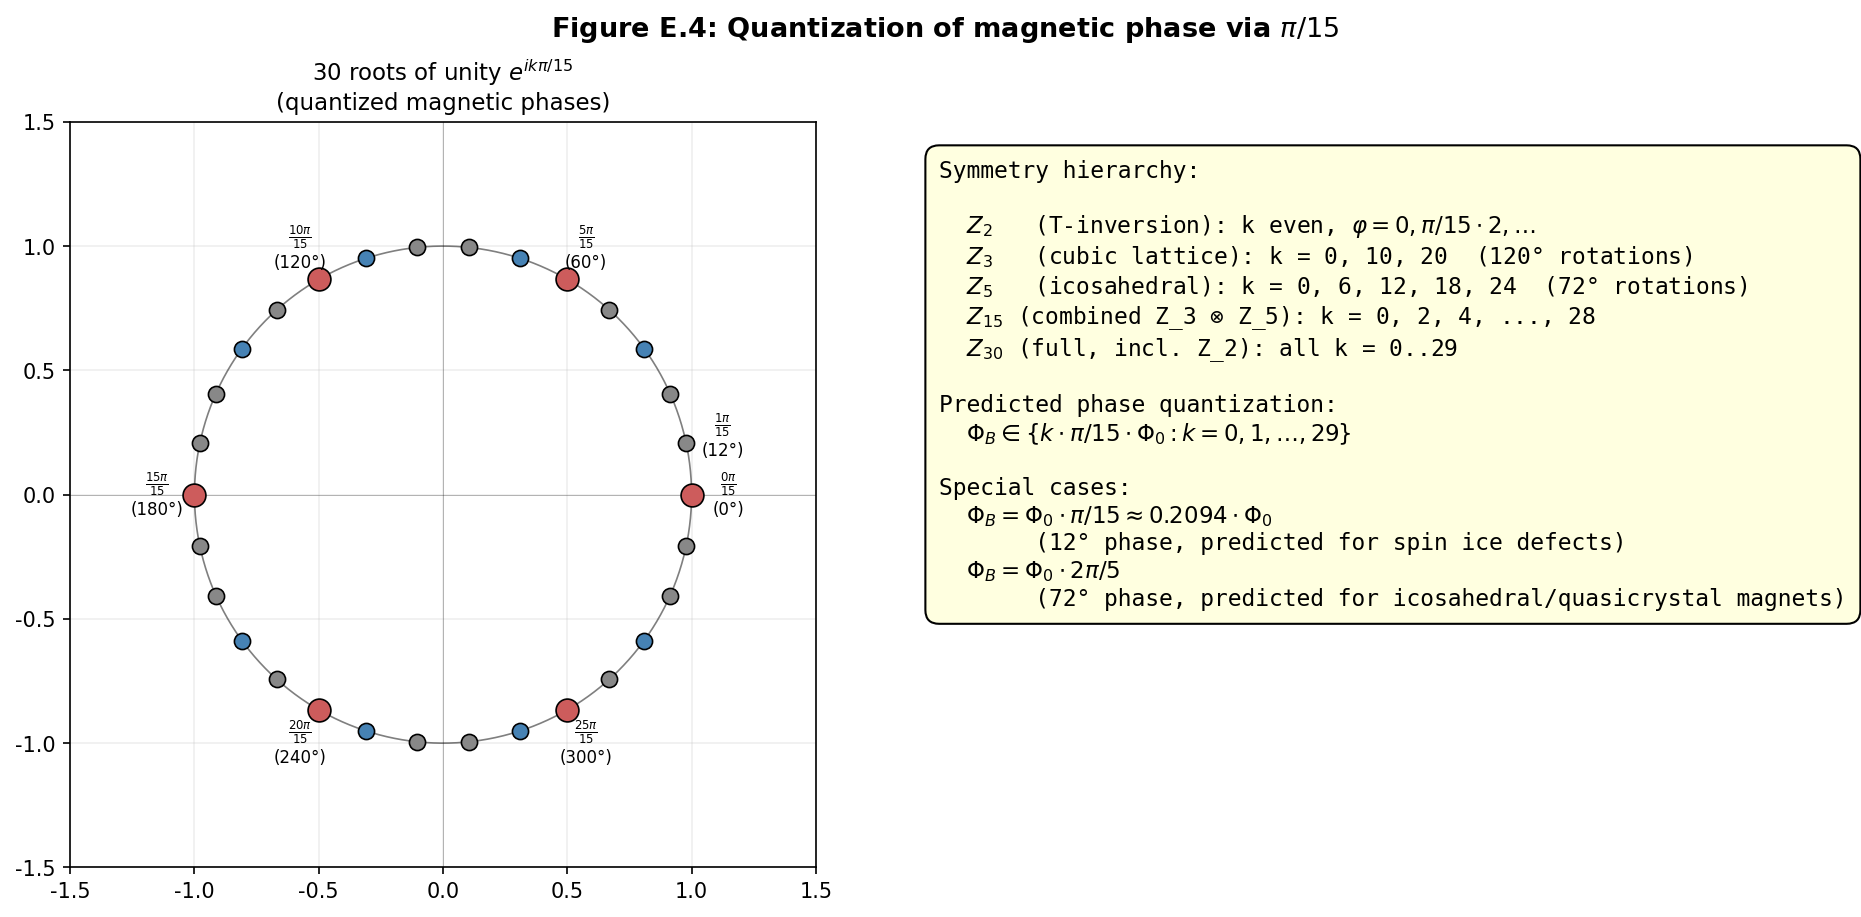 Figure E.4: Quantization of magnetic phase via π/15
30 roots of unity e^{ikπ/15}
(quantized magnetic phases)
1.5
1.0
0.5
0.0
-0.5
-1.0
-1.5
-1.5 -1.0 -0.5 0.0 0.5 1.0 1.5
10π/15
(120°)
5π/15
(60°)
1π/15
(12°)
15π/15
(180°)
0π/15
(0°)
20π/15
(240°)
25π/15
(300°)
Symmetry hierarchy:
Z₂ (T-inversion): k even, φ = 0, π/15 · 2, …
Z₃ (cubic lattice): k = 0, 10, 20 (120° rotations)
Z₅ (icosahedral): k = 0, 6, 12, 18, 24 (72° rotations)
Z₁₅ (combined Z_3 ⊗ Z_5): k = 0, 2, 4, ..., 28
Z₃₀ (full, incl. Z_2): all k = 0..29
Predicted phase quantization:
Φ_B ∈ {k · π/15 · Φ₀ : k = 0, 1, …, 29}
Special cases:
Φ_B = Φ₀ · π/15 ≈ 0.2094 · Φ₀
(12° phase, predicted for spin ice defects)
Φ_B = Φ₀ · 2π/5
(72° phase, predicted for icosahedral/quasicrystal magnets)